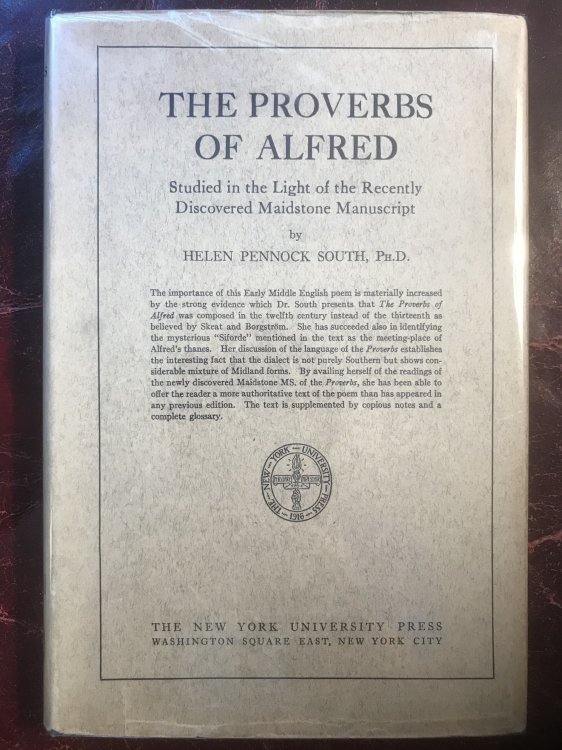 THE PROVERBS
OF ALFRED
Studied in the Light of the Recently
Discovered Maidstone Manuscript
by
HELEN PENNOCK SOUTH, Ph.D.
The importance of this Early Middle English poem is materially increased
by the strong evidence which Dr. South presents that The Proverbs of
Alfred was composed in the twelfth century instead of the thirteenth as
believed by Skeat and Borgström. She has succeeded also in identifying
the mysterious "Siforde" mentioned in the text as the meeting-place of
Alfred's thanes. Her discussion of the language of the Proverbs establishes
the interesting fact that the dialect is not purely Southern but shows con-
siderable mixture of Midland forms. By availing herself of the readings of
the newly discovered Maidstone MS. of the Proverbs, she has been able to
offer the reader a more authoritative text of the poem than has appeared in
any previous edition. The text is supplemented by copious notes and a
complete glossary.
THE NEW YORK UNIVERSITY PRESS
1916
THE NEW YORK UNIVERSITY PRESS
WASHINGTON SQUARE EAST, NEW YORK CITY